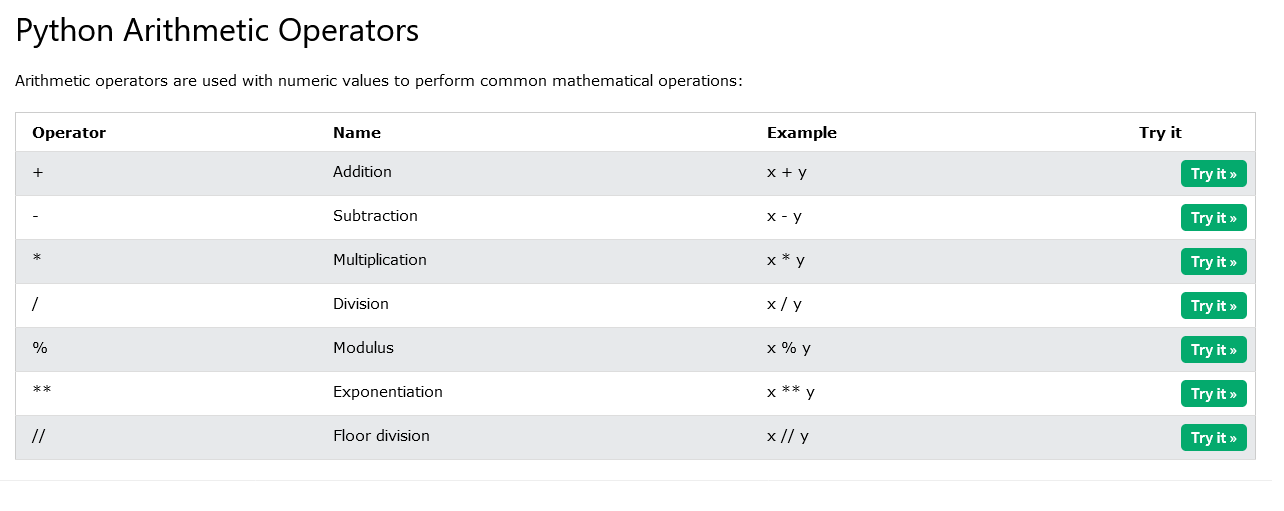 Python Arithmetic Operators
Arithmetic operators are used with numeric values to perform common mathematical operations:
Operator Name Example Try it
+ Addition x + y Try it »
- Subtraction x - y Try it »
* Multiplication x * y Try it »
/ Division x / y Try it »
% Modulus x % y Try it »
** Exponentiation x ** y Try it »
// Floor division x // y Try it »